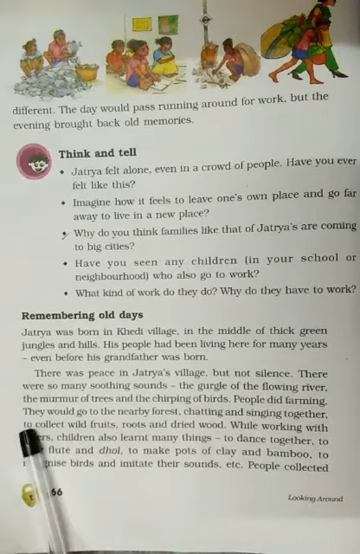 different. The day would pass running around for work, but the
evening brought back old memories.
Think and tell
• Jatrya felt alone, even in a crowd of people. Have you ever
felt like this?
• Imagine how it feels to leave one's own place and go far
away to live in a new place?
• Why do you think families like that of Jatrya's are coming
to big cities?
• Have you seen any children (in your school or
neighbourhood) who also go to work?
• What kind of work do they do? Why do they have to work?
Remembering old days
Jatrya was born in Khedi village, in the middle of thick green
jungles and hills. His people had been living here for many years
– even before his grandfather was born.
There was peace in Jatrya's village, but not silence. There
were so many soothing sounds – the gurgle of the flowing river,
the murmur of trees and the chirping of birds. People did farming.
They would go to the nearby forest, chatting and singing together,
to collect wild fruits, roots and dried wood. While working with
children also learnt many things – to dance together, to
flute and dhol, to make pots of clay and bamboo, to
birds and imitate their sounds, etc. People collected
66
Looking Around